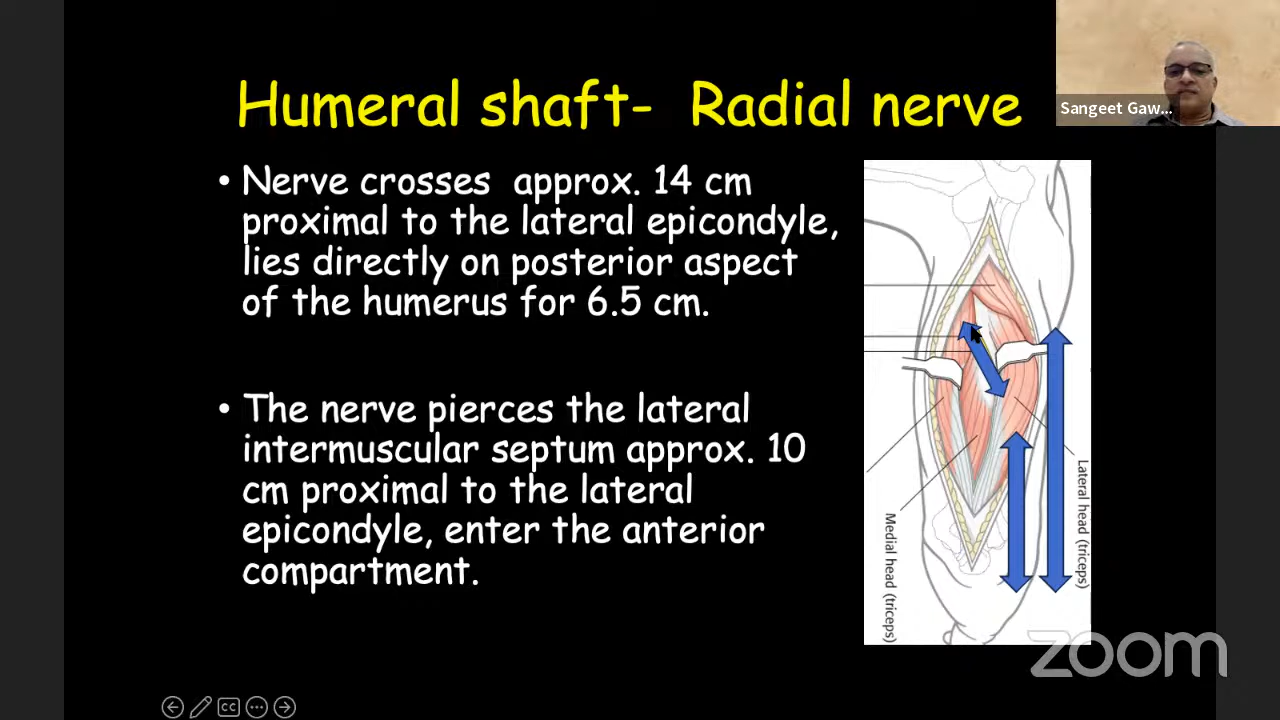 Humeral shaft- Radial nerve
Sangeet Gaw...
• Nerve crosses approx. 14 cm
proximal to the lateral epicondyle,
lies directly on posterior aspect
of the humerus for 6.5 cm.
• The nerve pierces the lateral
intermuscular septum approx. 10
cm proximal to the lateral
epicondyle, enter the anterior
compartment.
Lateral head (triceps)
Medial head (triceps)
zoom
CC